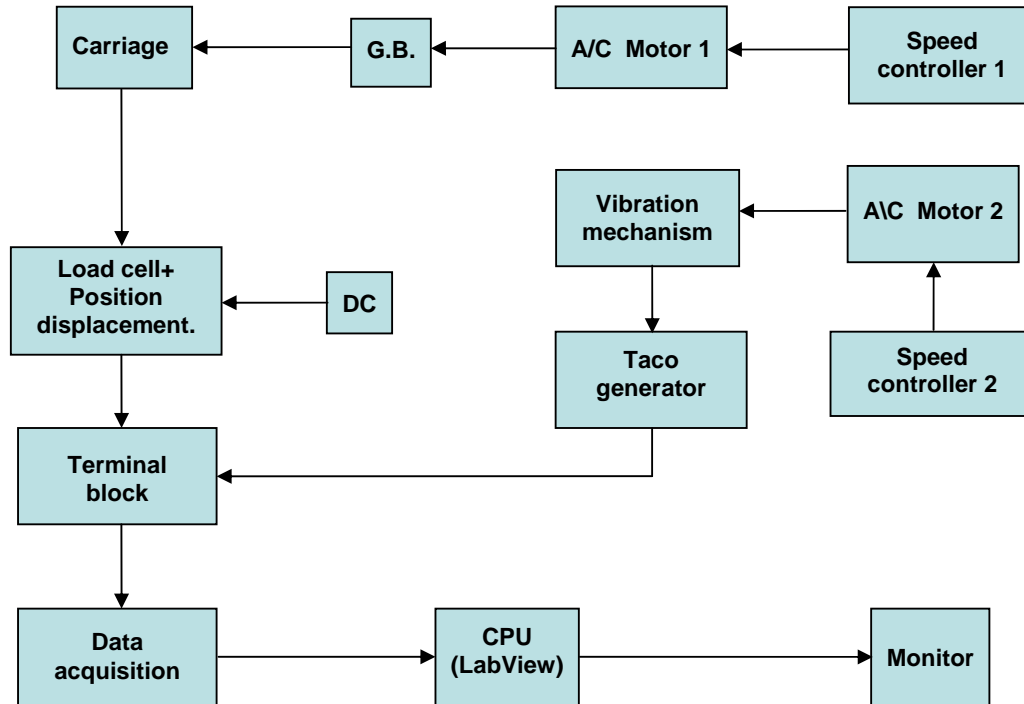 Carriage
G.B.
A/C Motor 1
Speed
controller 1
Vibration
mechanism
A\C Motor 2
Load cell+
Position
displacement.
DC
Taco
generator
Speed
controller 2
Terminal
block
Data
acquisition
CPU
(LabView)
Monitor